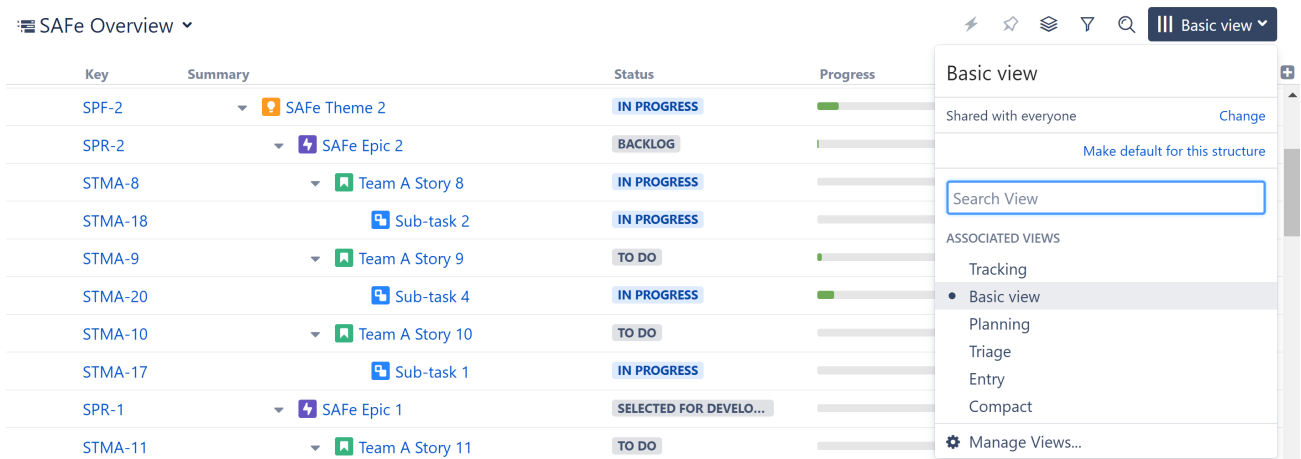 SAFe Overview
Basic view
Key Summary Status Progress
SPF-2 SAFe Theme 2 IN PROGRESS
SPR-2 SAFe Epic 2 BACKLOG
STMA-8 Team A Story 8 IN PROGRESS
STMA-18 Sub-task 2 IN PROGRESS
STMA-9 Team A Story 9 TO DO
STMA-20 Sub-task 4 IN PROGRESS
STMA-10 Team A Story 10 TO DO
STMA-17 Sub-task 1 IN PROGRESS
SPR-1 SAFe Epic 1 SELECTED FOR DEVELO...
STMA-11 Team A Story 11 TO DO
Basic view
Shared with everyone Change
Make default for this structure
Search View
ASSOCIATED VIEWS
Tracking
Basic view
Planning
Triage
Entry
Compact
Manage Views...